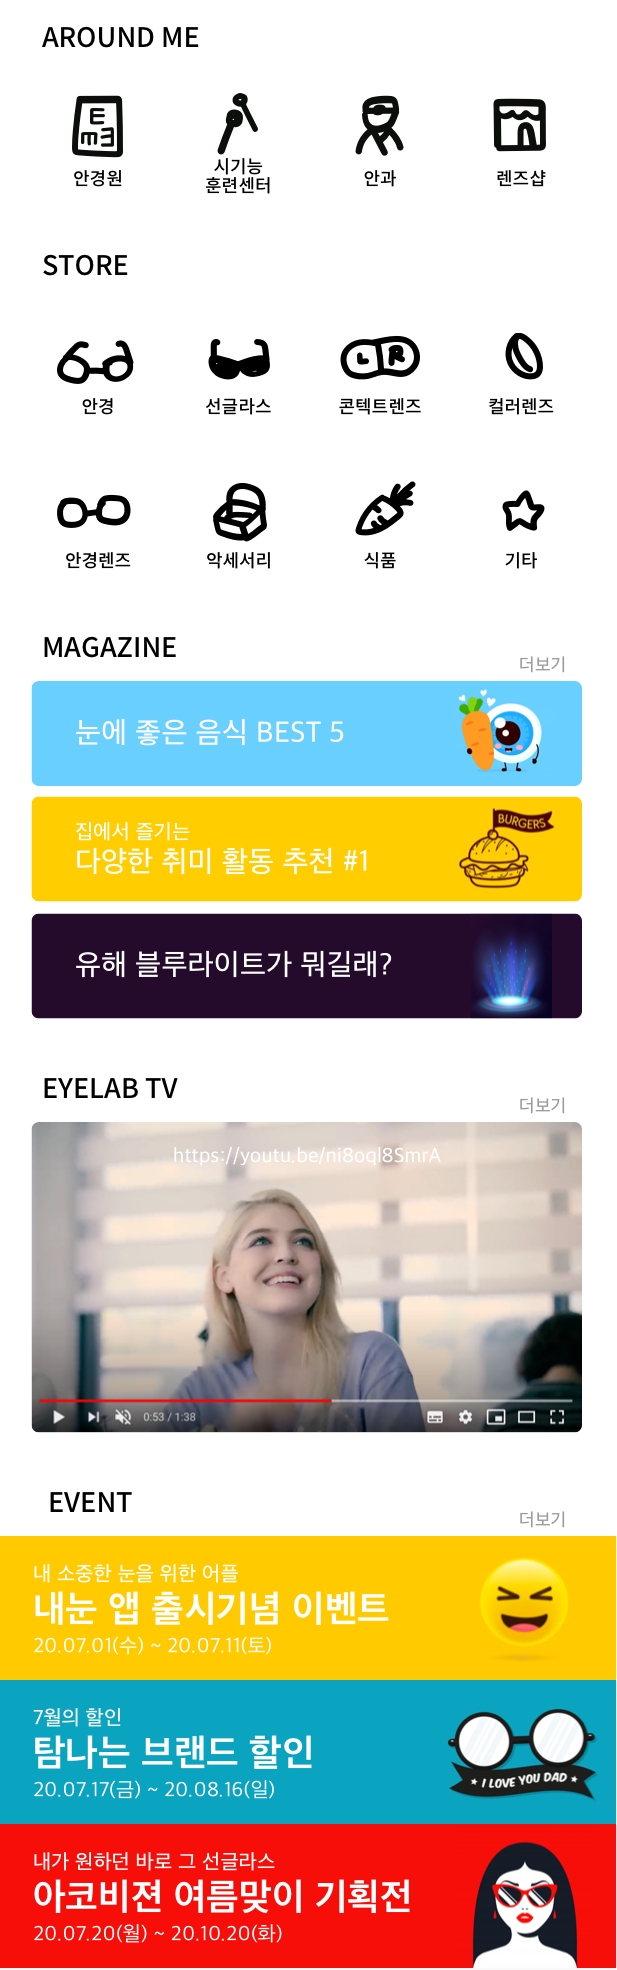 AROUND ME
E
m3
안경원
시기능
훈련센터
안과
렌즈샵
STORE
L R
안경
선글라스
콘텍트렌즈
컬러렌즈
안경렌즈
악세서리
식품
기타
MAGAZINE
더보기
눈에 좋은 음식 BEST 5
집에서 즐기는
다양한 취미 활동 추천 #1
BURGERS
유해 블루라이트가 뭐길래?
EYELAB TV
더보기
https://youtu.be/ni8oql8SmrA
0:53 / 1:38
EVENT
더보기
내 소중한 눈을 위한 어플
내눈 앱 출시기념 이벤트
20.07.01(수) ~ 20.07.11(토)
7월의 할인
탐나는 브랜드 할인
20.07.17(금) ~ 20.08.16(일)
I LOVE YOU DAD
내가 원하던 바로 그 선글라스
아코비젼 여름맞이 기획전
20.07.20(월) ~ 20.10.20(화)